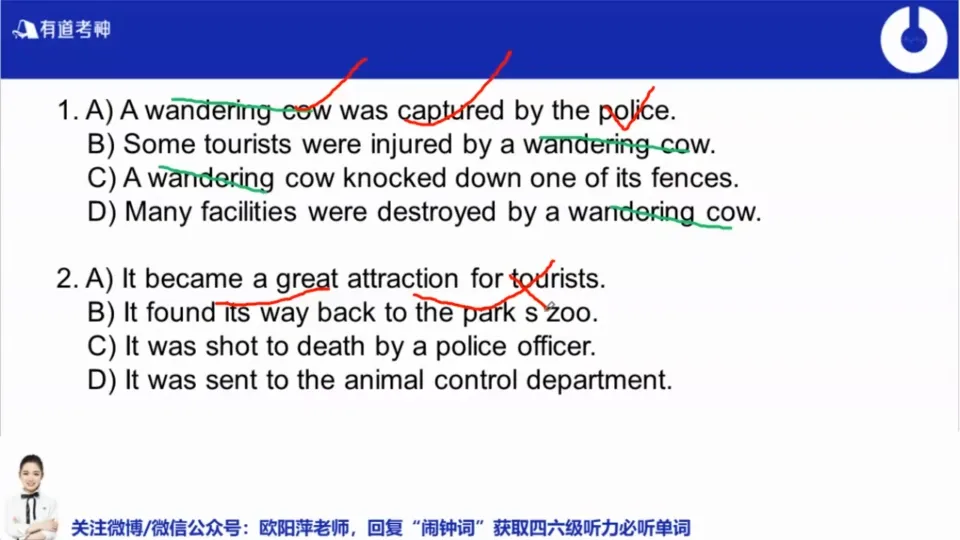 有道考神
1. A) A wandering cow was captured by the police.
B) Some tourists were injured by a wandering cow.
C) A wandering cow knocked down one of its fences.
D) Many facilities were destroyed by a wandering cow.
2. A) It became a great attraction for tourists.
B) It found its way back to the park s zoo.
C) It was shot to death by a police officer.
D) It was sent to the animal control department.
关注微博/微信公众号：欧阳萍老师，回复“闹钟词”获取四六级听力必听单词